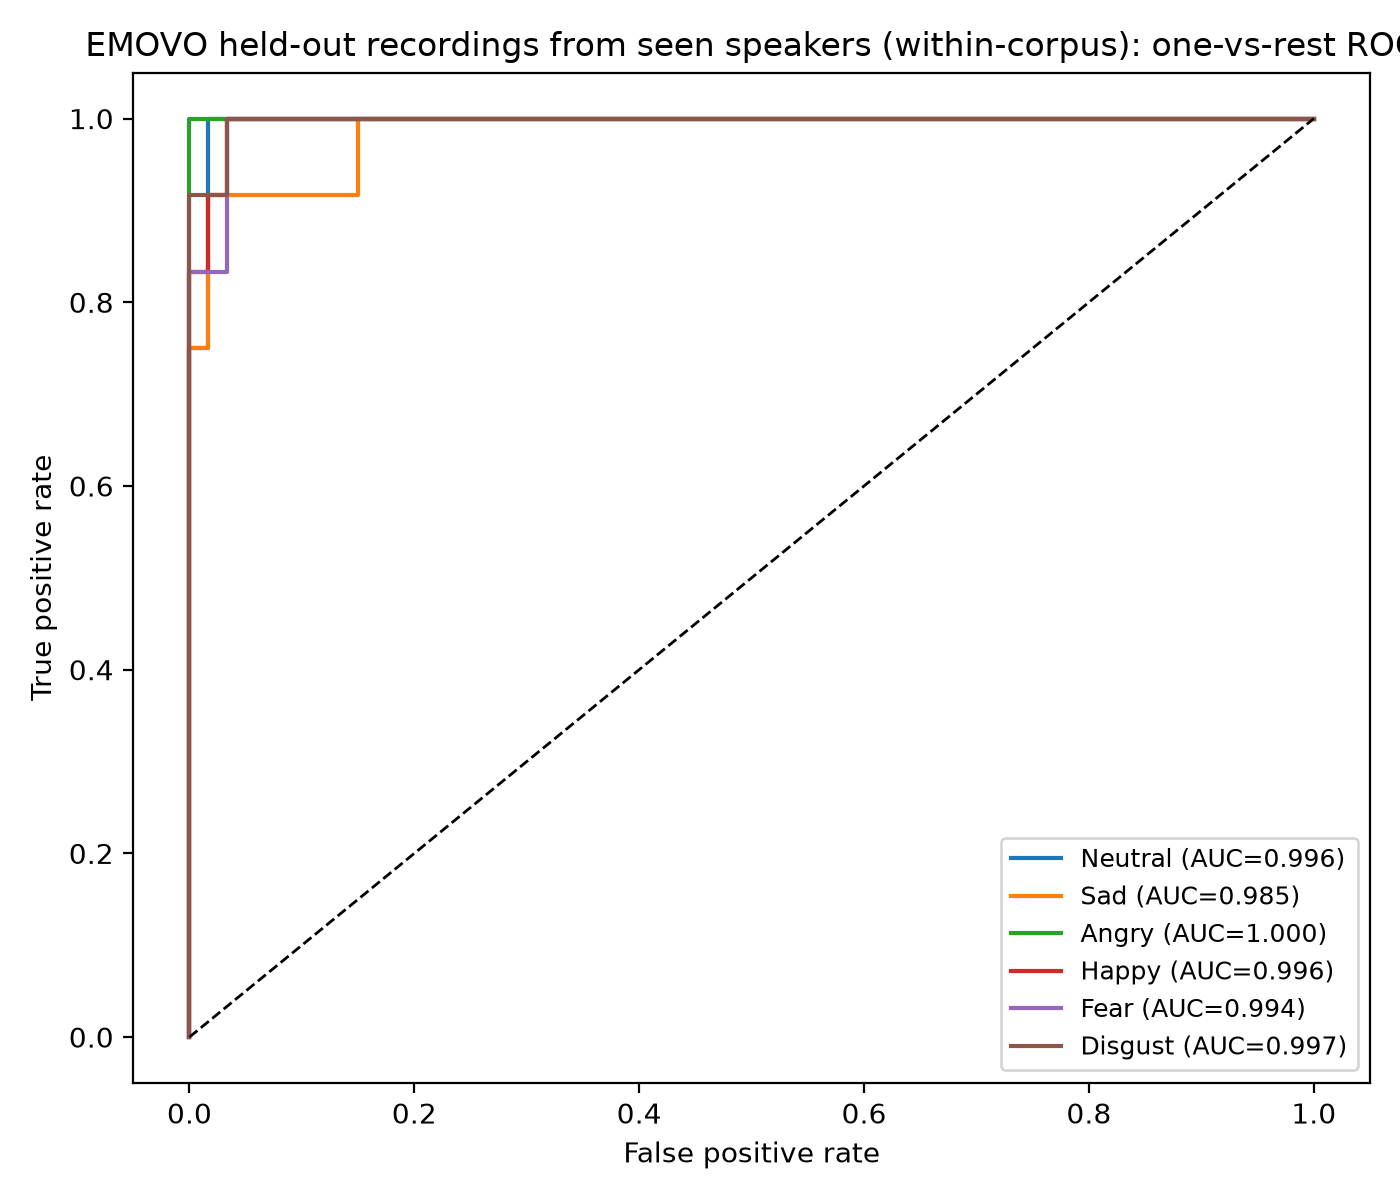 EMOVO held-out recordings from seen speakers (within-corpus): one-vs-rest
1.0
0.8
0.6
0.4
0.2
0.0
True positive rate
Neutral (AUC=0.996)
Sad (AUC=0.985)
Angry (AUC=1.000)
Happy (AUC=0.996)
Fear (AUC=0.994)
Disgust (AUC=0.997)
0.0 0.2 0.4 0.6 0.8 1.0
False positive rate